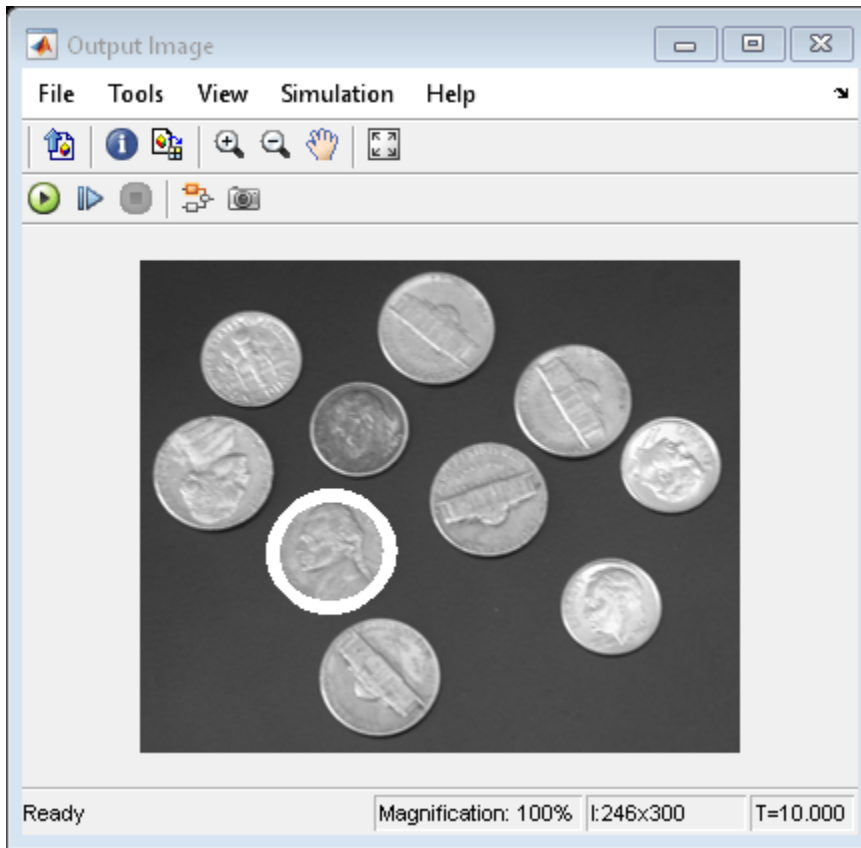 Output Image
File Tools View Simulation Help
Ready Magnification: 100% I:246x300 T=10.000